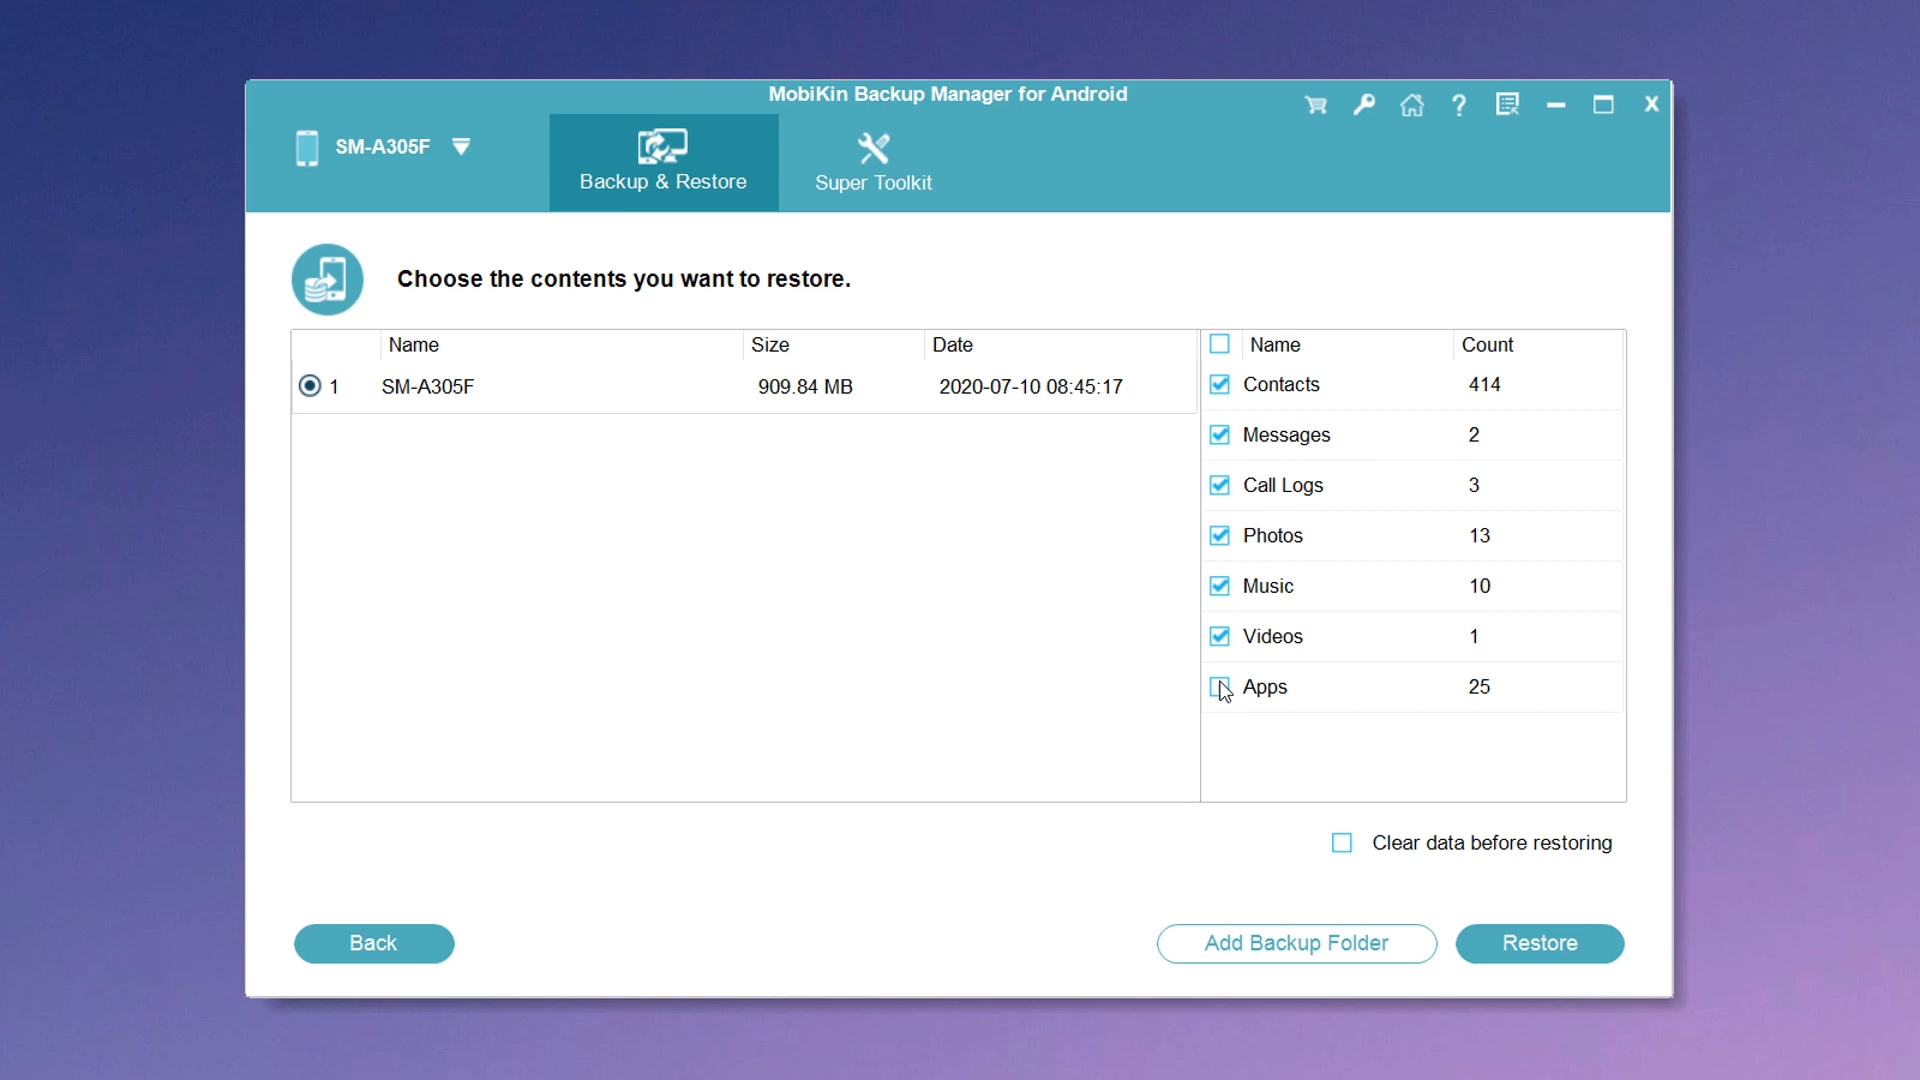 MobiKin Backup Manager for Android
SM-A305F
Backup & Restore
Super Toolkit
?
X
Choose the contents you want to restore.
Name Size Date
1 SM-A305F 909.84 MB 2020-07-10 08:45:17
Name Count
Contacts 414
Messages 2
Call Logs 3
Photos 13
Music 10
Videos 1
Apps 25
Clear data before restoring
Back
Add Backup Folder
Restore